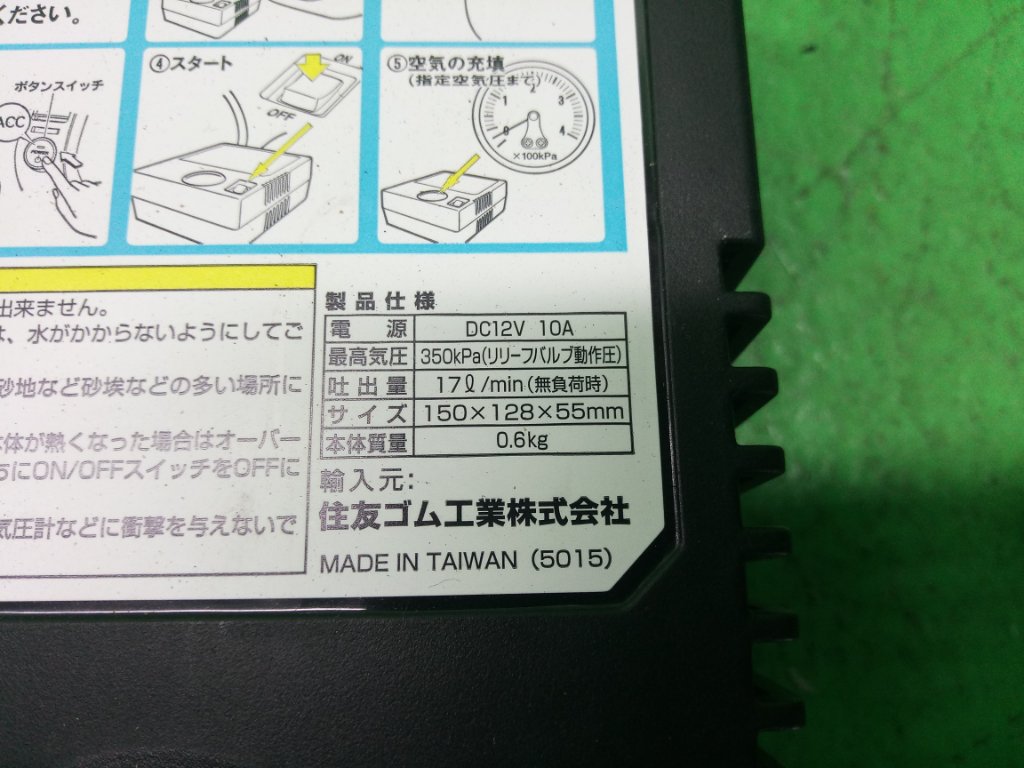 ください。
ボタンスイッチ
ACC
④スタート
ON
OFF
⑤空気の充填
(指定空気圧まで)
0 1 2 3 4
×100kPa
出来ません。
は、水がかからないようにしてご
砂地など砂埃などの多い場所に
本体が熱くなった場合はオーバー
ちにON/OFFスイッチをOFFに
気圧計などに衝撃を与えないで
製品仕様
電源 DC12V 10A
最高気圧 350kPa(リリーフバルブ動作圧)
吐出量 17ℓ/min(無負荷時)
サイズ 150×128×55mm
本体質量 0.6kg
輸入元:
住友ゴム工業株式会社
MADE IN TAIWAN (5015)